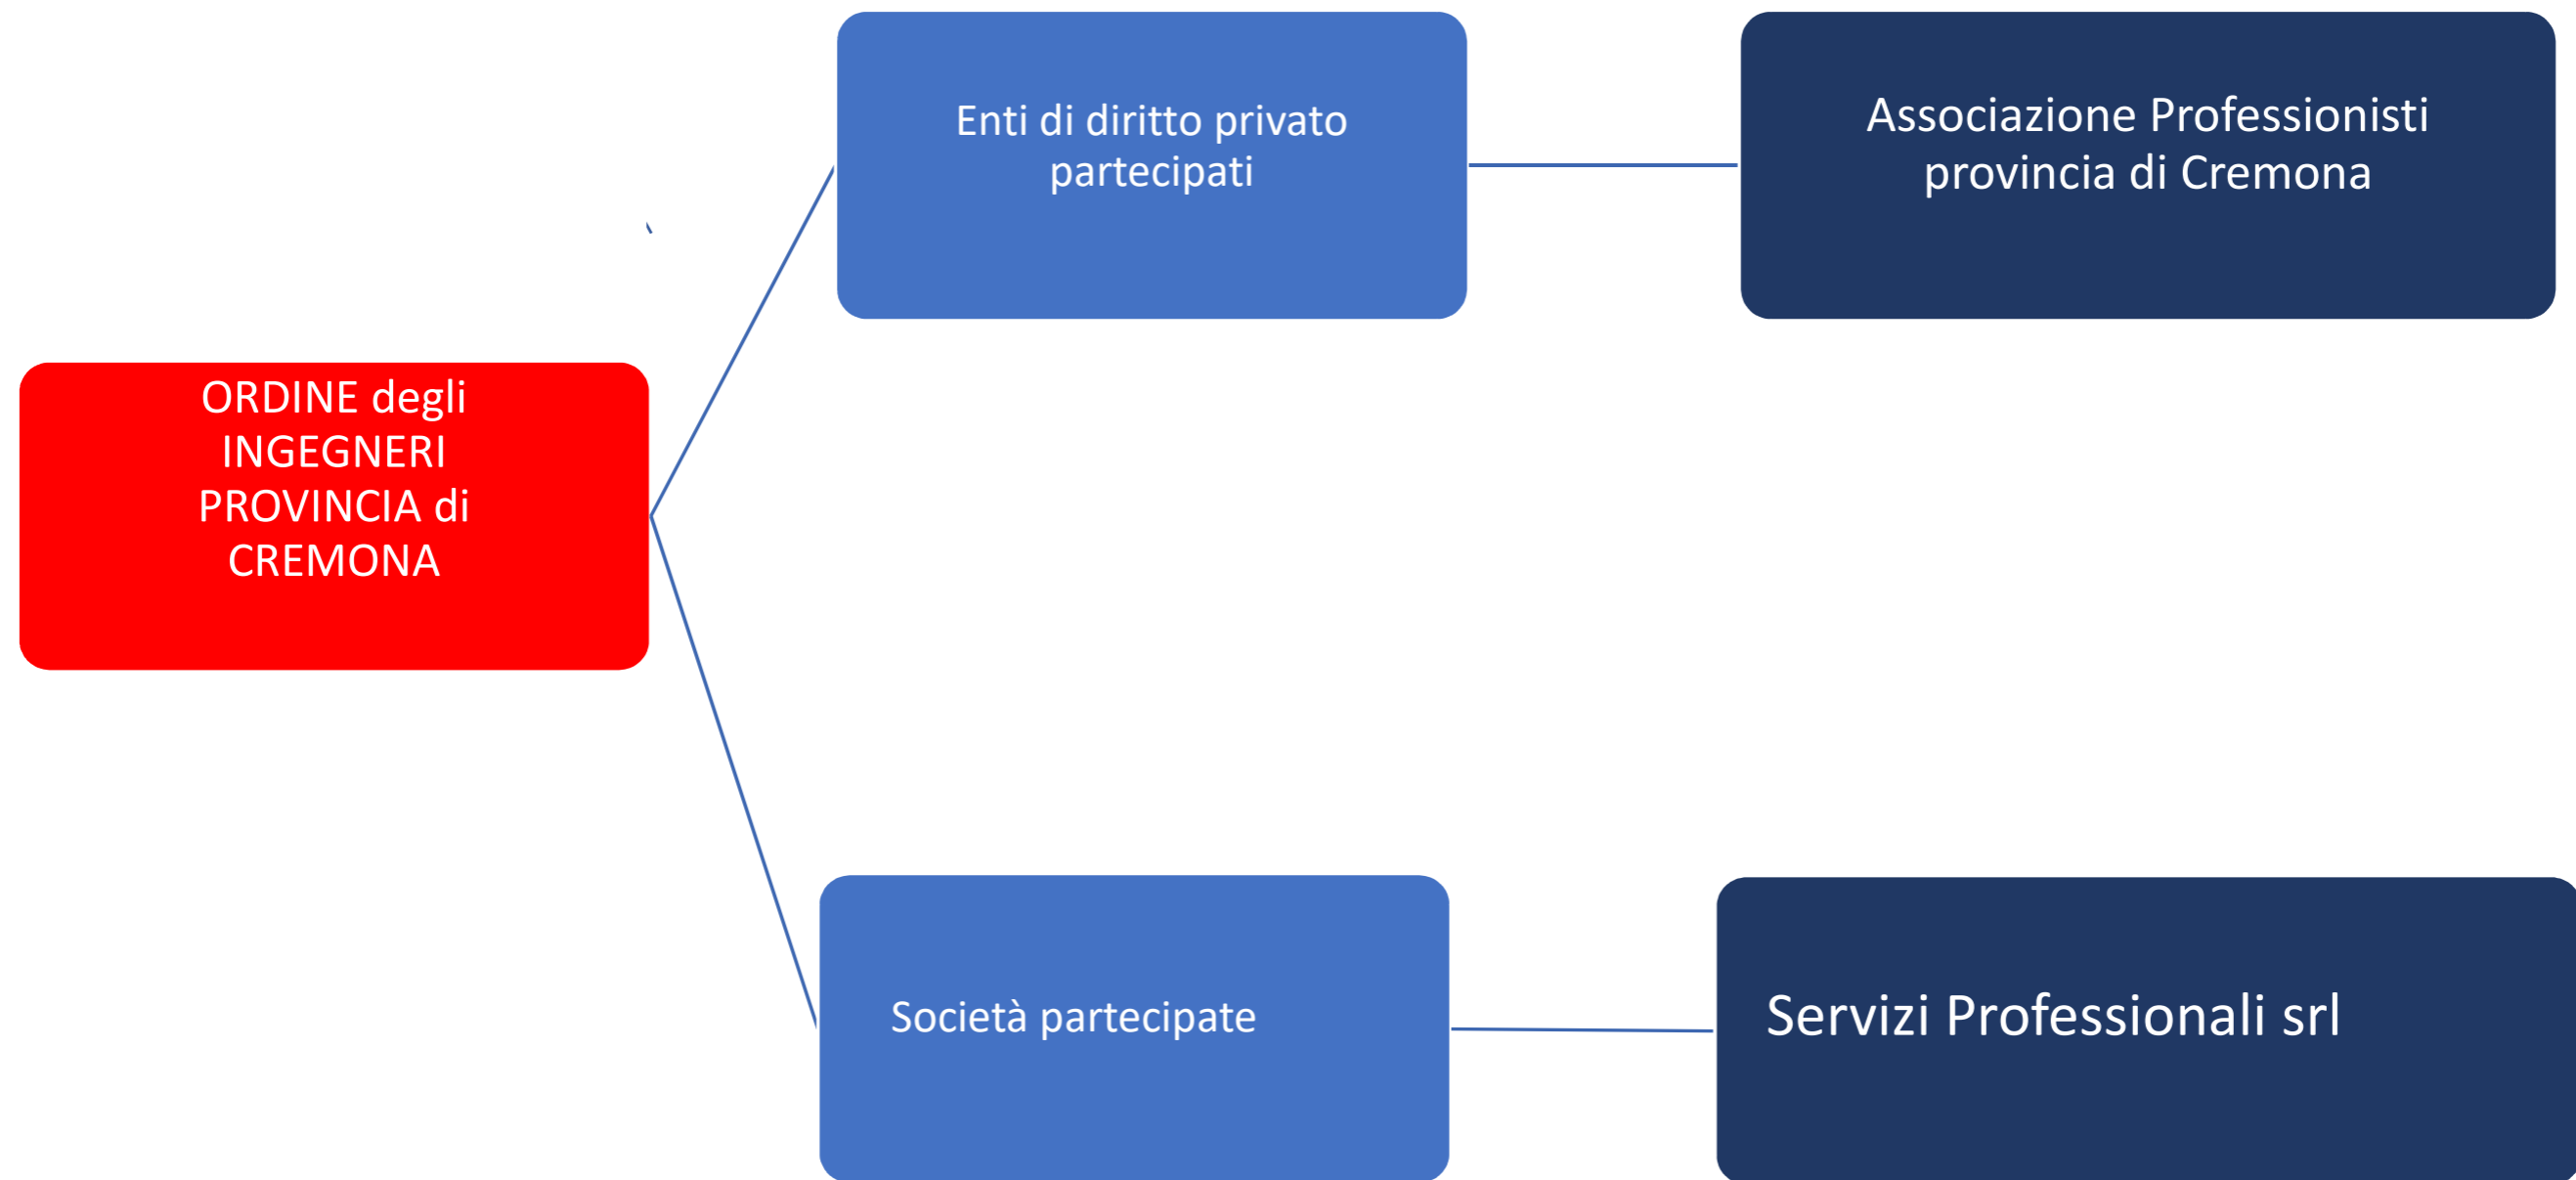 Enti di diritto privato
partecipati
Associazione Professionisti
provincia di Cremona
ORDINE degli
INGEGNERI
PROVINCIA di
CREMONA
Società partecipate
Servizi Professionali srl